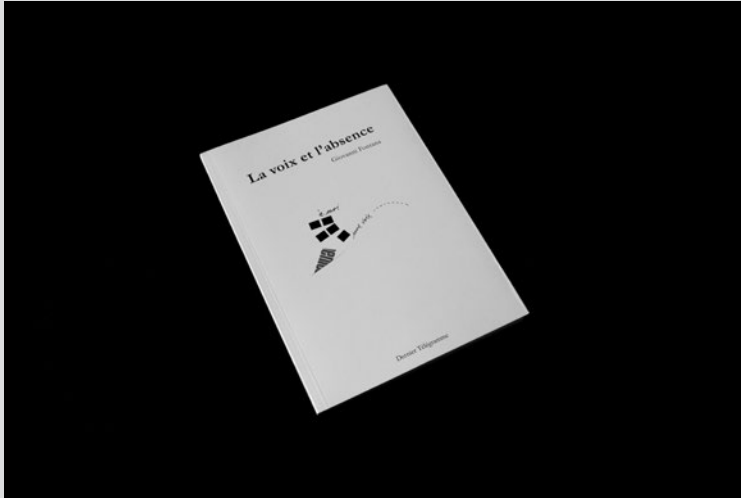 La voix et l'absence
Giovanni Fontana
Dernier Télégramme